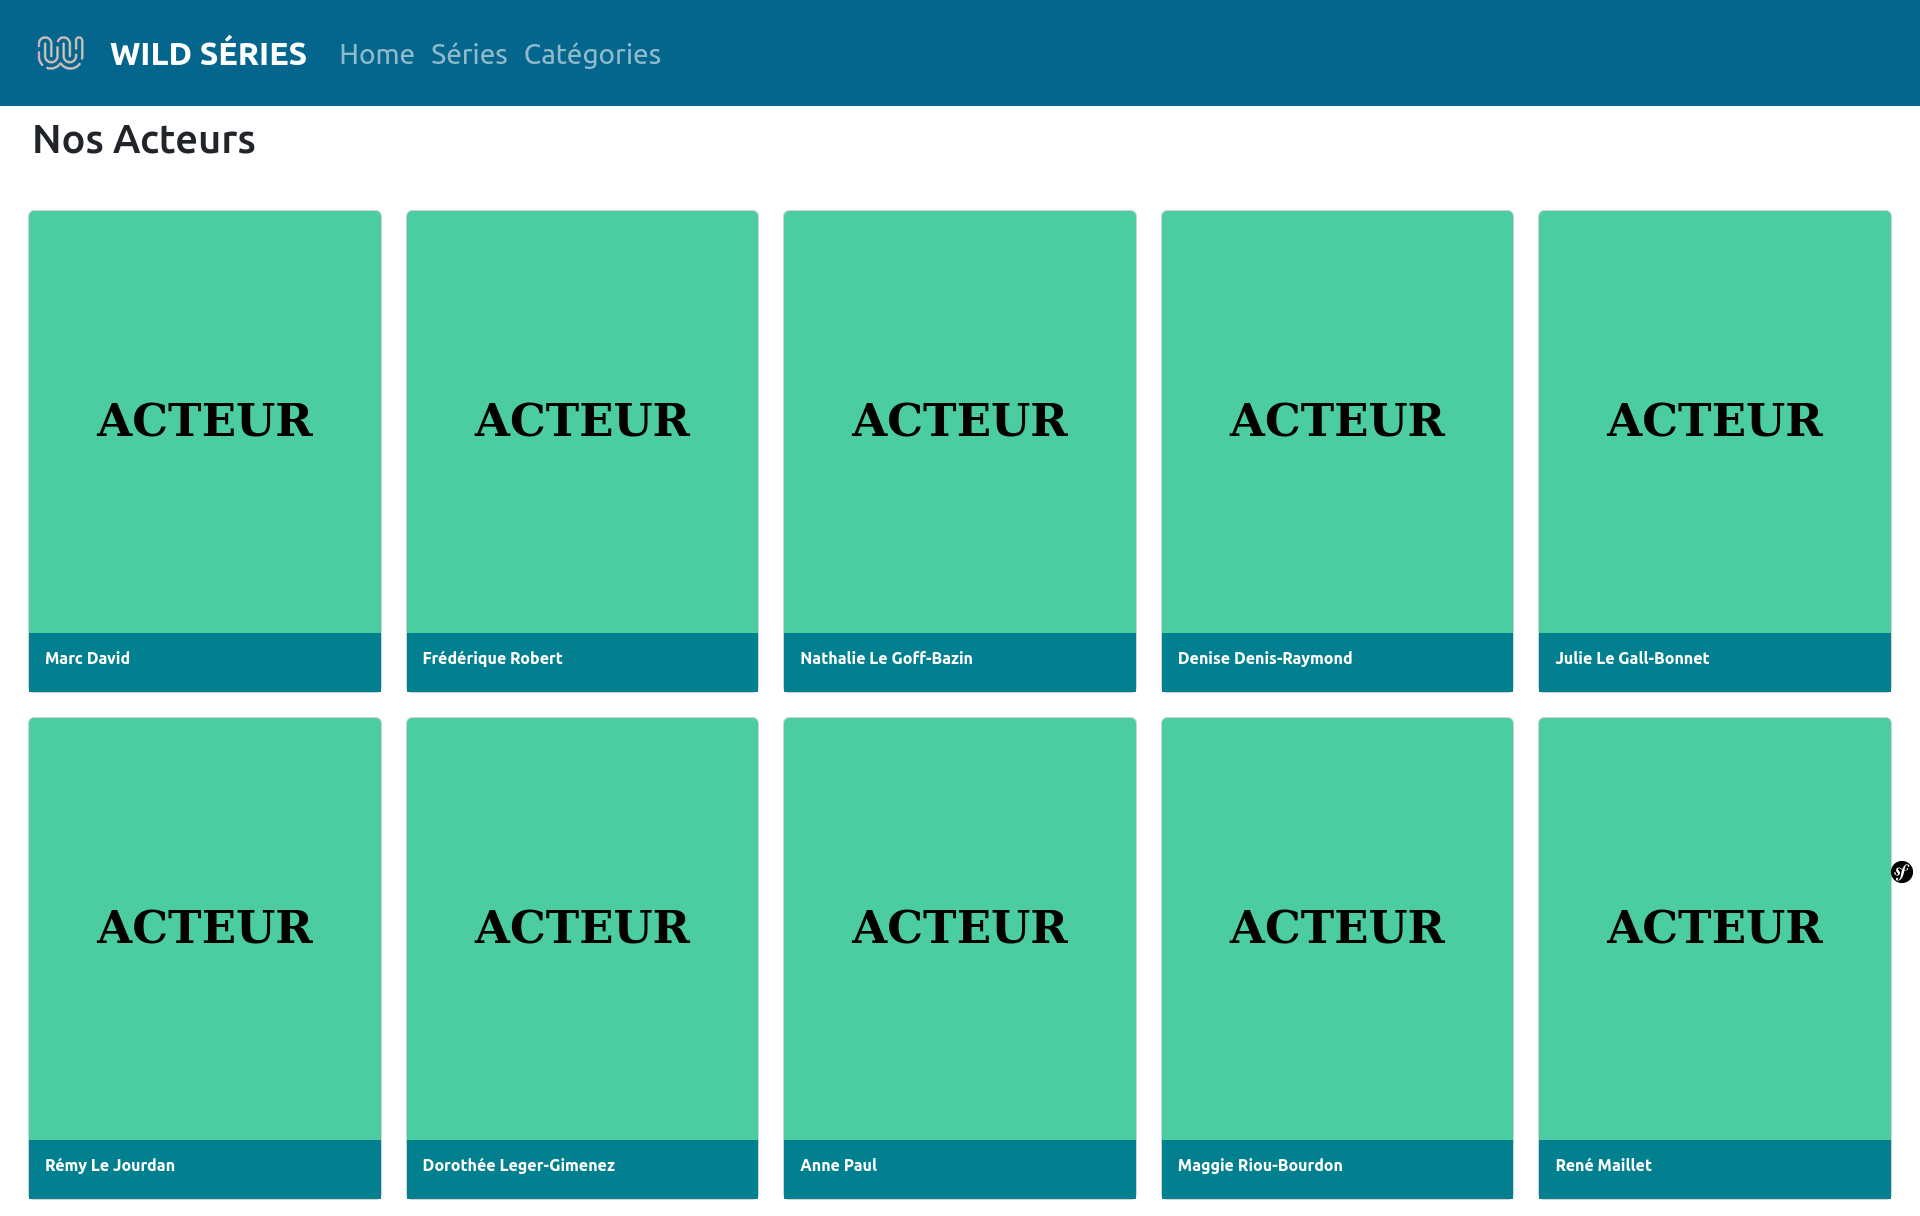 WILD SÉRIES Home Séries Catégories
Nos Acteurs
ACTEUR ACTEUR ACTEUR ACTEUR ACTEUR
Marc David Frédérique Robert Nathalie Le Goff-Bazin Denise Denis-Raymond Julie Le Gall-Bonnet
ACTEUR ACTEUR ACTEUR ACTEUR ACTEUR
sf
Rémy Le Jourdan Dorothée Leger-Gimenez Anne Paul Maggie Riou-Bourdon René Maillet